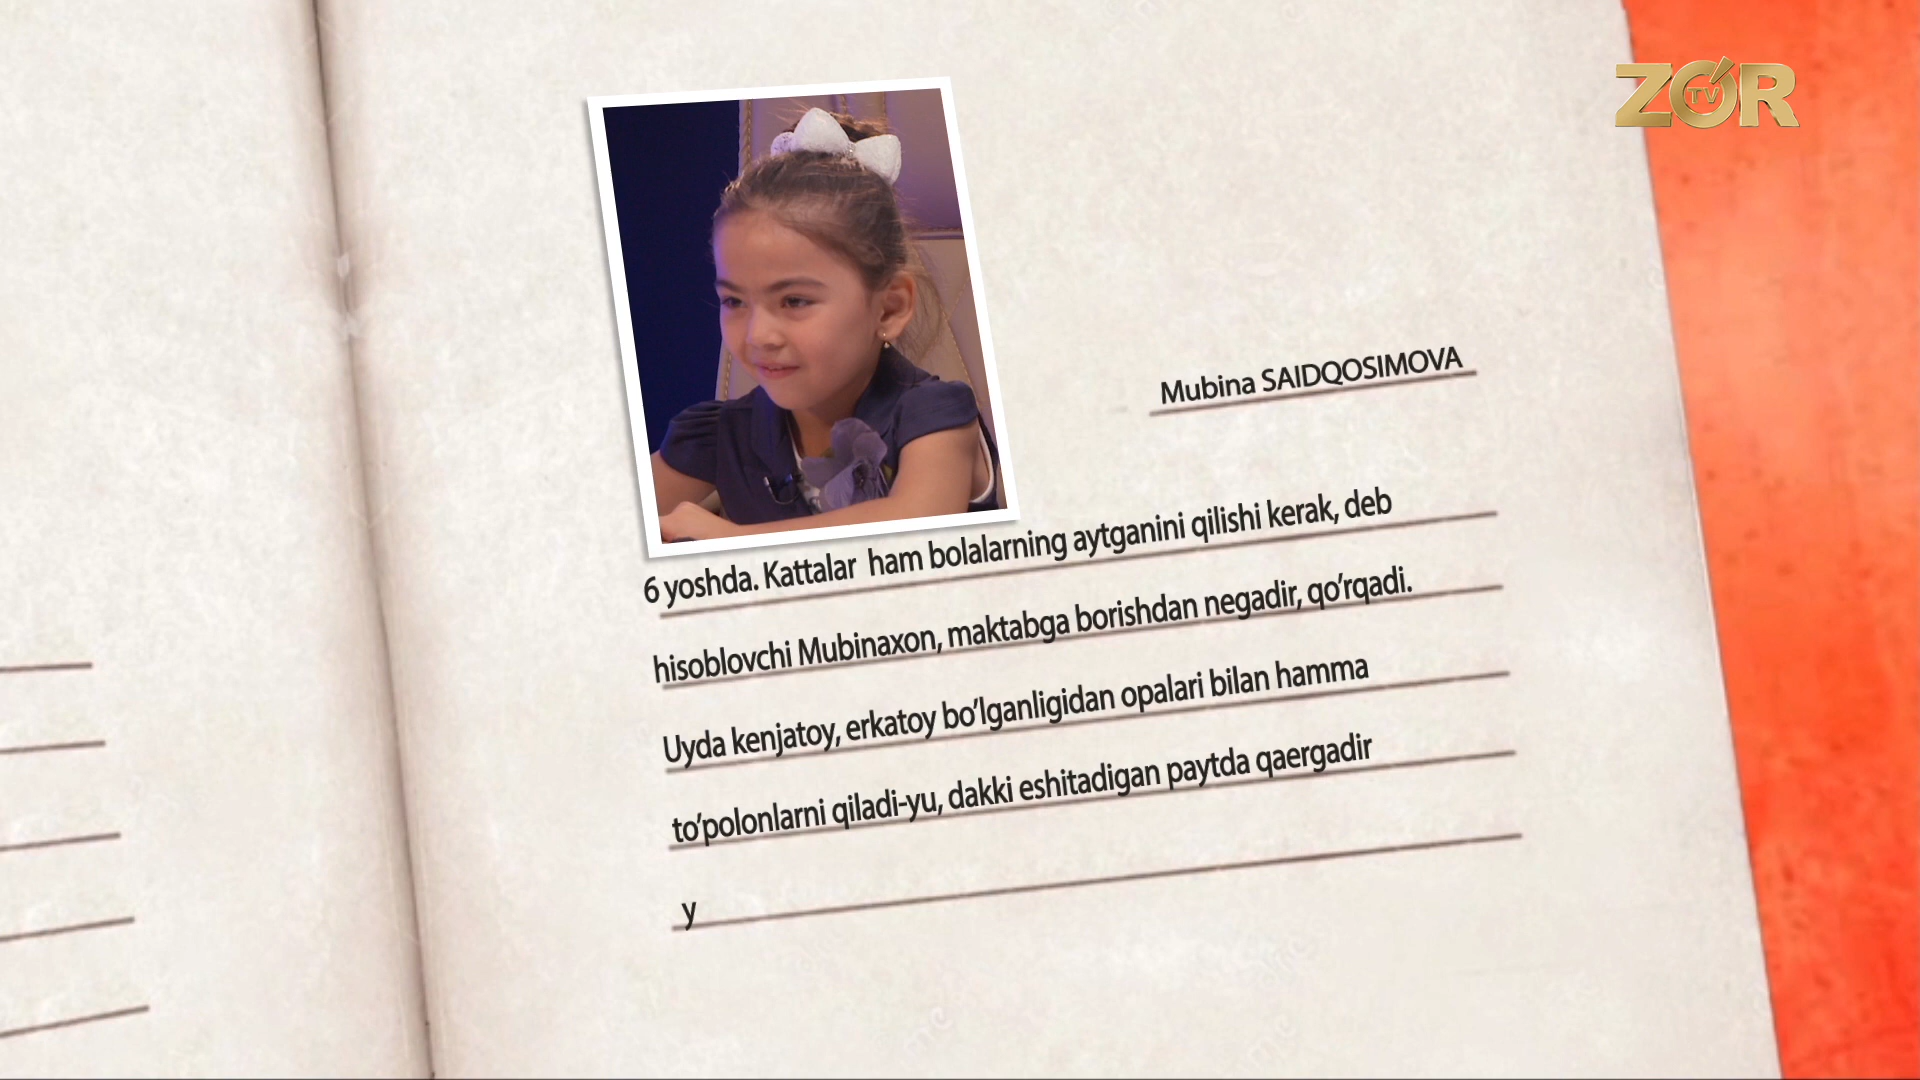 ZO'R TV
Mubina SAIDQOSIMOVA
6 yoshda. Kattalar ham bolalarning aytganini qilishi kerak, deb
hisoblovchi Mubinaxon, maktabga borishdan negadir, qo'rqadi.
Uyda kenjatoy, erkatoy bo'lganligidan opalari bilan hamma
to'polonlarni qiladi-yu, dakki eshitadigan paytda qaergadir
y